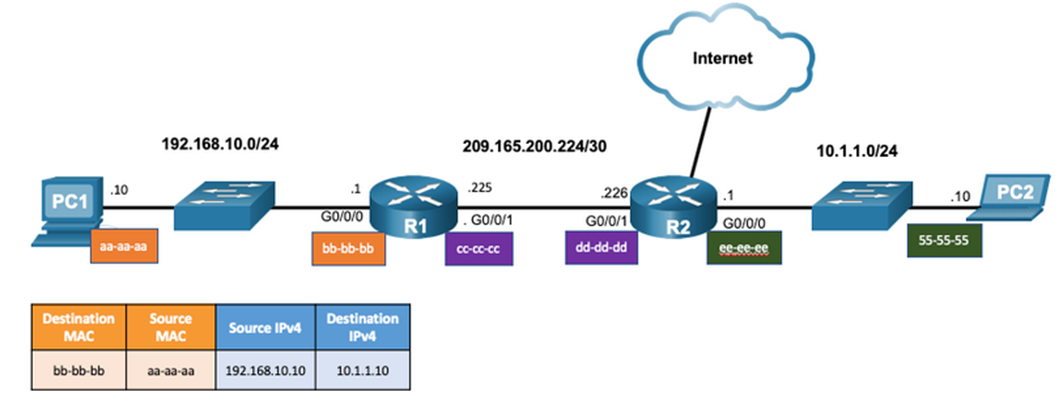 Internet
192.168.10.0/24
209.165.200.224/30
10.1.1.0/24
PC1
.10
.1
.225
.226
.1
.10
PC2
G0/0/0
R1
. G0/0/1
G0/0/1
R2
G0/0/0
aa-aa-aa
bb-bb-bb
cc-cc-cc
dd-dd-dd
ee-ee-ee
55-55-55
Destination MAC
Source MAC
Source IPv4
Destination IPv4
bb-bb-bb
aa-aa-aa
192.168.10.10
10.1.1.10